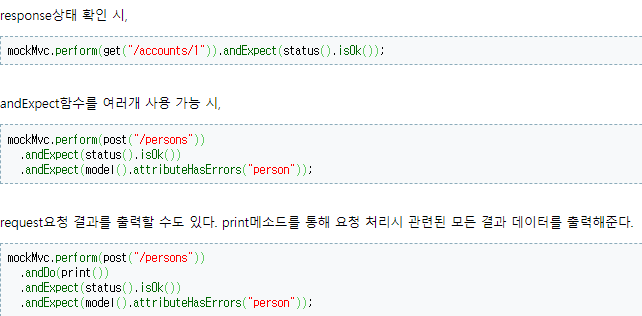 response상태 확인 시,
mockMvc.perform(get("/accounts/1")).andExpect(status().isOk());
andExpect함수를 여러개 사용 가능 시,
mockMvc.perform(post("/persons"))
.andExpect(status().isOk())
.andExpect(model().attributeHasErrors("person"));
request요청 결과를 출력할 수도 있다. print메소드를 통해 요청 처리시 관련된 모든 결과 데이터를 출력해준다.
mockMvc.perform(post("/persons"))
.andDo(print())
.andExpect(status().isOk())
.andExpect(model().attributeHasErrors("person"));